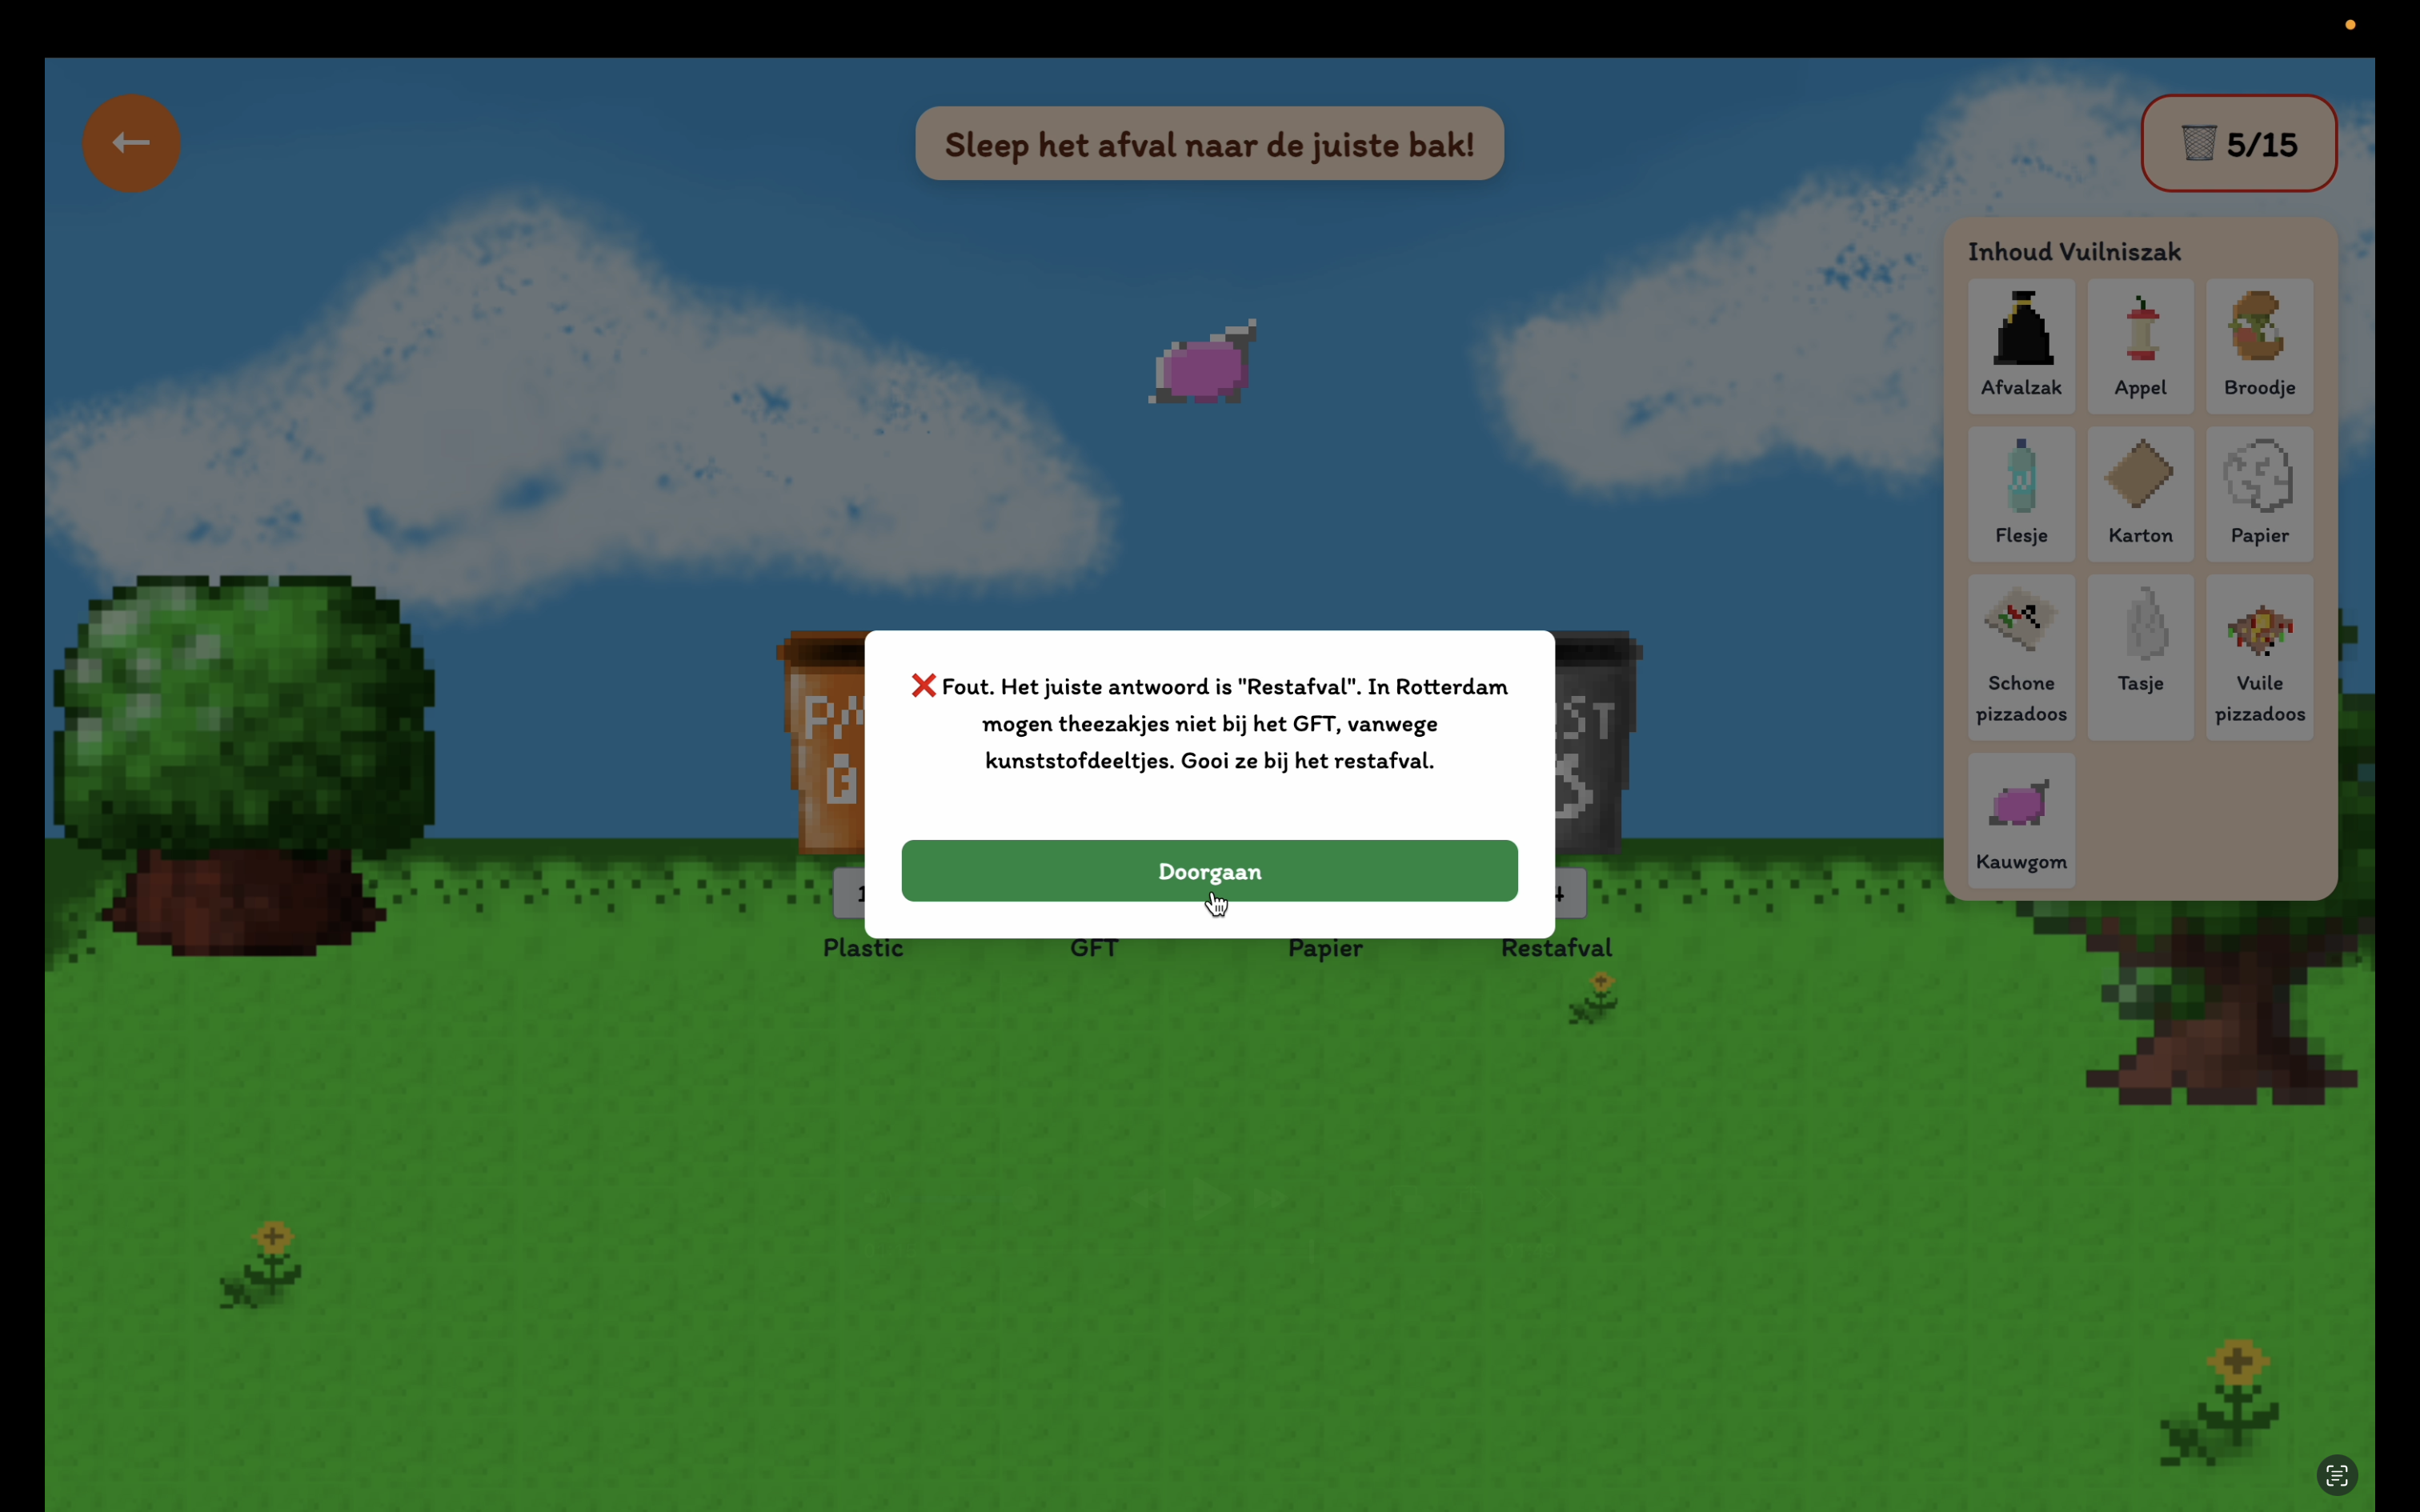 Sleep het afval naar de juiste bak!
5/15
Inhoud Vuilniszak
Afvalzak
Appel
Broodje
Flesje
Karton
Papier
Schone
pizzadoos
Tasje
Vuile
pizzadoos
Kauwgom
❌ Fout. Het juiste antwoord is "Restafval". In Rotterdam
mogen theezakjes niet bij het GFT, vanwege
kunststofdeeltjes. Gooi ze bij het restafval.
Doorgaan
1
4
Plastic
GFT
Papier
Restafval